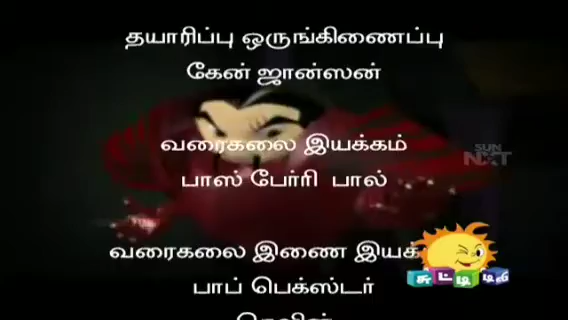 தயாரிப்பு ஒருங்கிணைப்பு
கேன் ஜான்ஸன்
வரைகலை இயக்கம்
பாஸ் பேர்ரி பால்
SUN
NXT
வரைகலை இணை இயக்
சுட்டி டிவி
பாப் பெக்ஸ்டர்